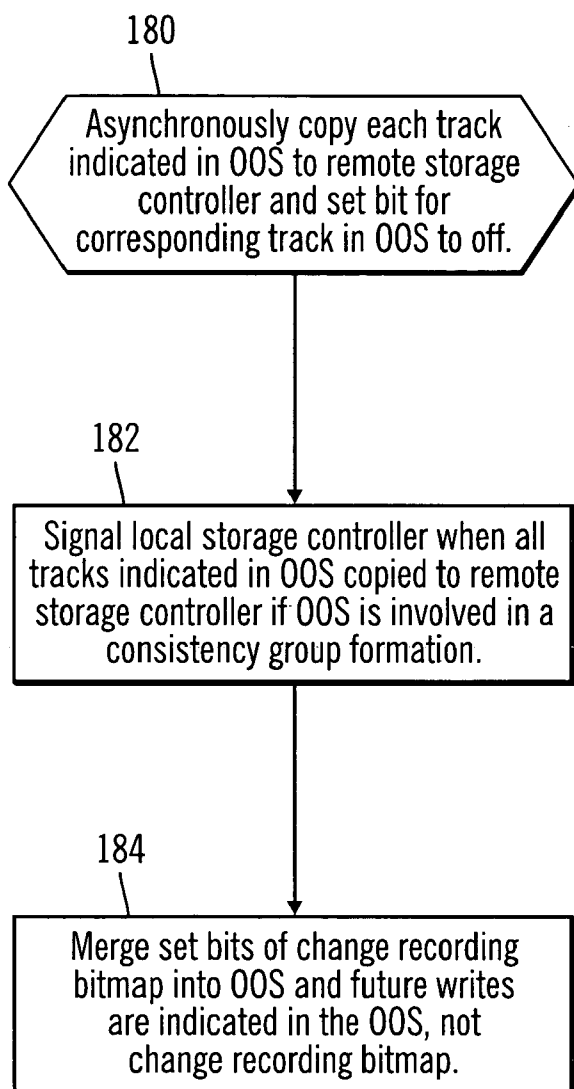 180
Asynchronously copy each track
indicated in OOS to remote storage
controller and set bit for
corresponding track in OOS to off.
182
Signal local storage controller when all
tracks indicated in OOS copied to remote
storage controller if OOS is involved in a
consistency group formation.
184
Merge set bits of change recording
bitmap into OOS and future writes
are indicated in the OOS, not
change recording bitmap.